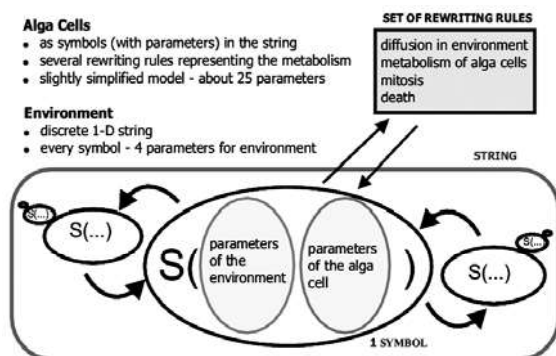 Alga Cells
• as symbols (with parameters) in the string
• several rewriting rules representing the metabolism
• slightly simplified model - about 25 parameters
Environment
• discrete 1-D string
• every symbol - 4 parameters for environment
SET OF REWRITING RULES
diffusion in environment
metabolism of alga cells
mitosis
death
STRING
S(...)
S(...)
S(
parameters
of the
environment
parameters
of the alga
cell
)
S(...)
S(...)
1 SYMBOL